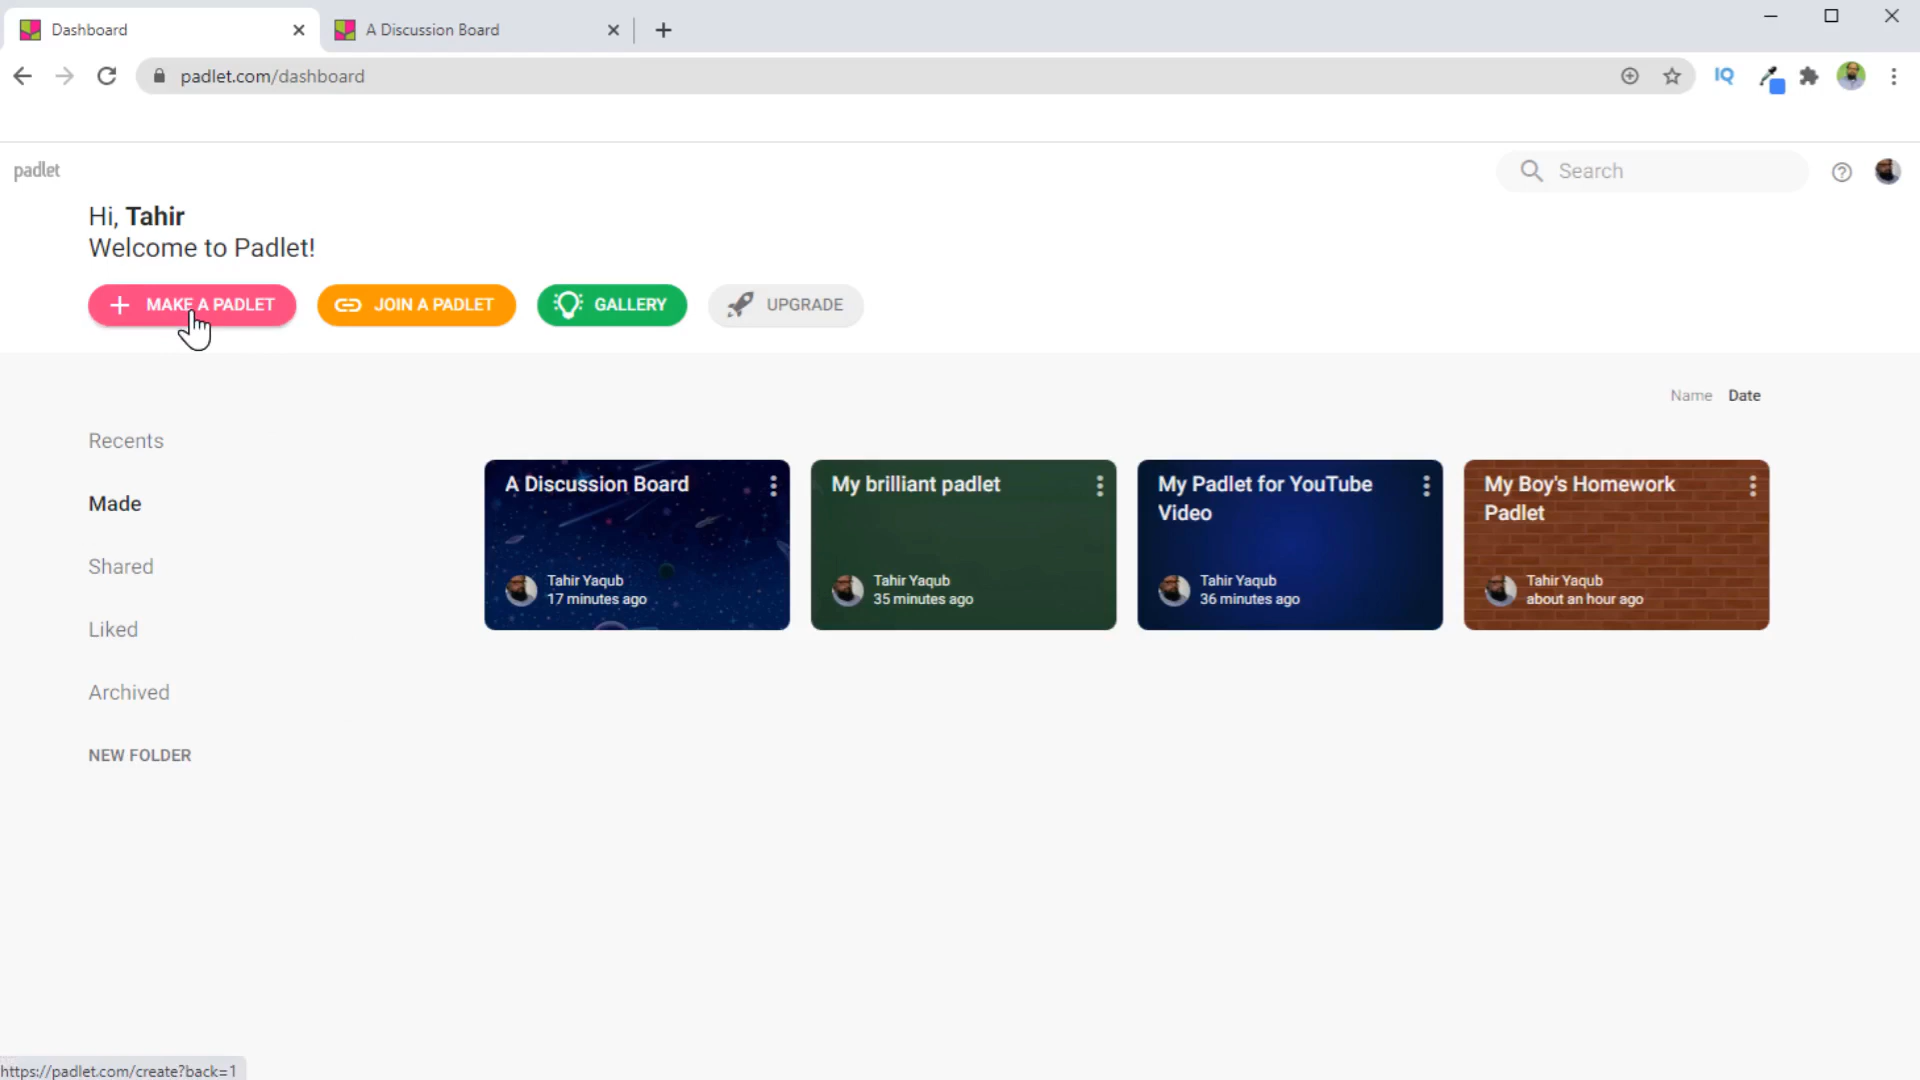 Dashboard
A Discussion Board
padlet.com/dashboard
IQ
padlet
Search
Hi, Tahir
Welcome to Padlet!
MAKE A PADLET
JOIN A PADLET
GALLERY
UPGRADE
Name Date
Recents
Made
Shared
Liked
Archived
NEW FOLDER
A Discussion Board
Tahir Yaqub
17 minutes ago
My brilliant padlet
Tahir Yaqub
35 minutes ago
My Padlet for YouTube
Video
Tahir Yaqub
36 minutes ago
My Boy's Homework
Padlet
Tahir Yaqub
about an hour ago
https://padlet.com/create?back=1